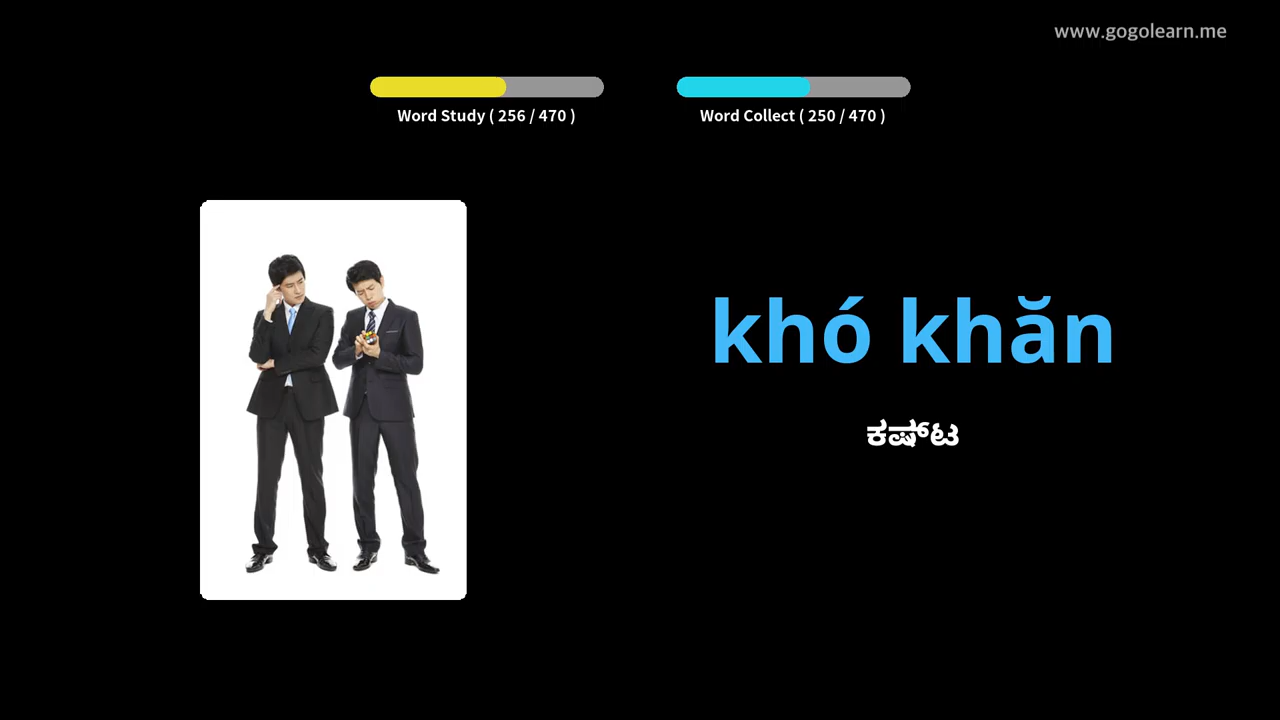 www.gogolearn.me
Word Study ( 256 / 470 )
Word Collect ( 250 / 470 )
khó khăn
ಕಷ್ಟ